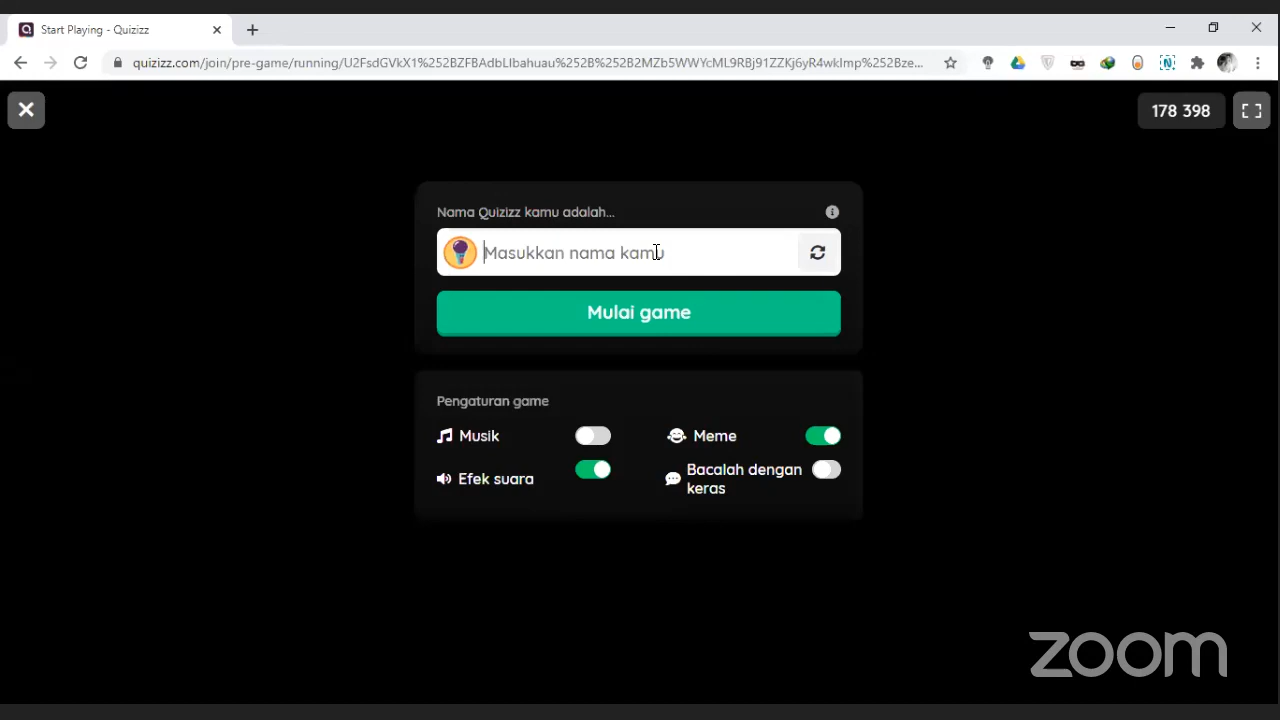 Start Playing - Quizizz
quizizz.com/join/pre-game/running/U2FsdGVkX1%252BZFBAdbLlbahuau%252B%252B2MZb5WWYcML9RBj91ZZKj6yR4wkImp%252Bze...
178 398
Nama Quizizz kamu adalah...
Masukkan nama kamu
Mulai game
Pengaturan game
Musik
Meme
Efek suara
Bacalah dengan
keras
zoom